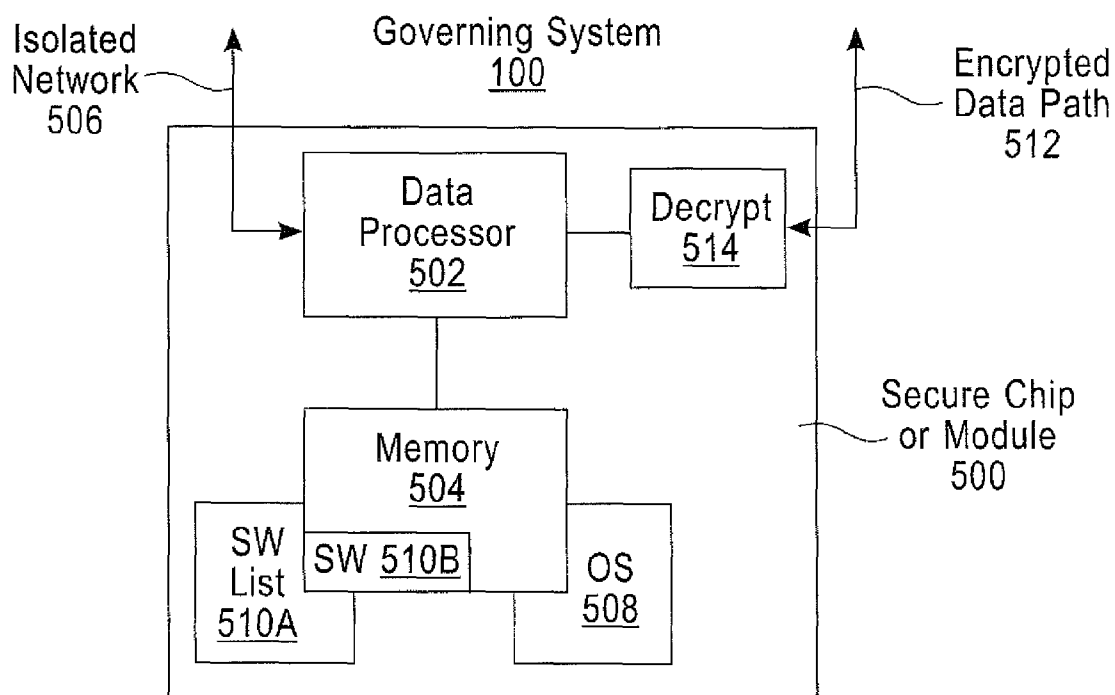 Isolated
Network
506
Governing System
100
Encrypted
Data Path
512
Data
Processor
502
Decrypt
514
Secure Chip
or Module
500
Memory
504
SW
List
510A
SW 510B
OS
508